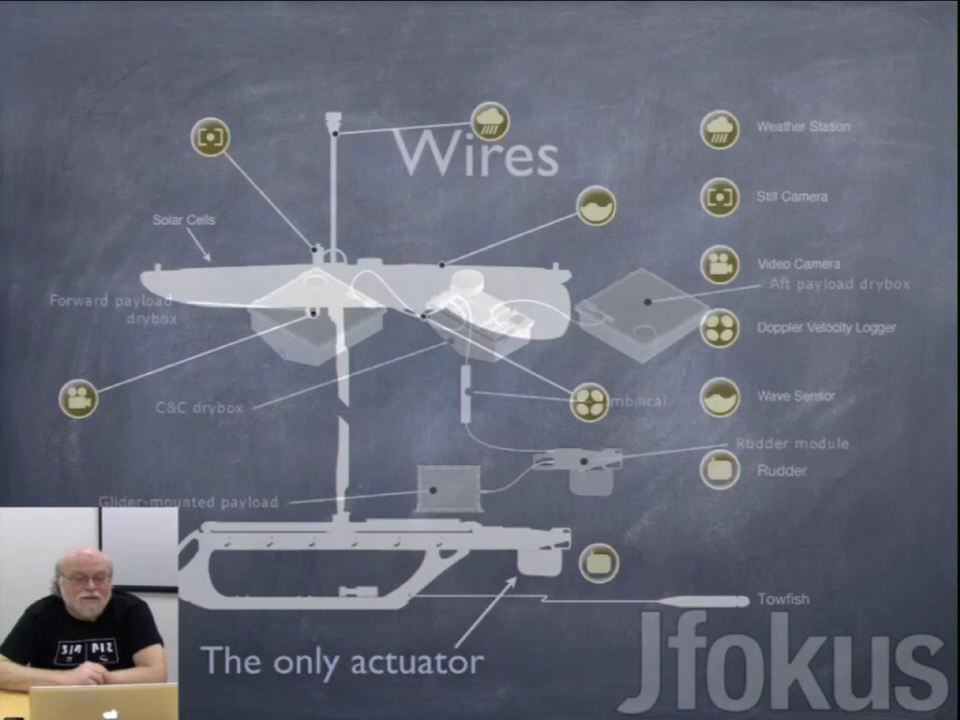 Wires
Weather Station
Still Camera
Solar Cells
Video Camera
Aft payload drybox
Forward payload
drybox
Doppler Velocity Logger
Wave Sensor
C&C drybox
mbilical
Rudder module
Rudder
Glider-mounted payload
Towfish
The only actuator
Jfokus